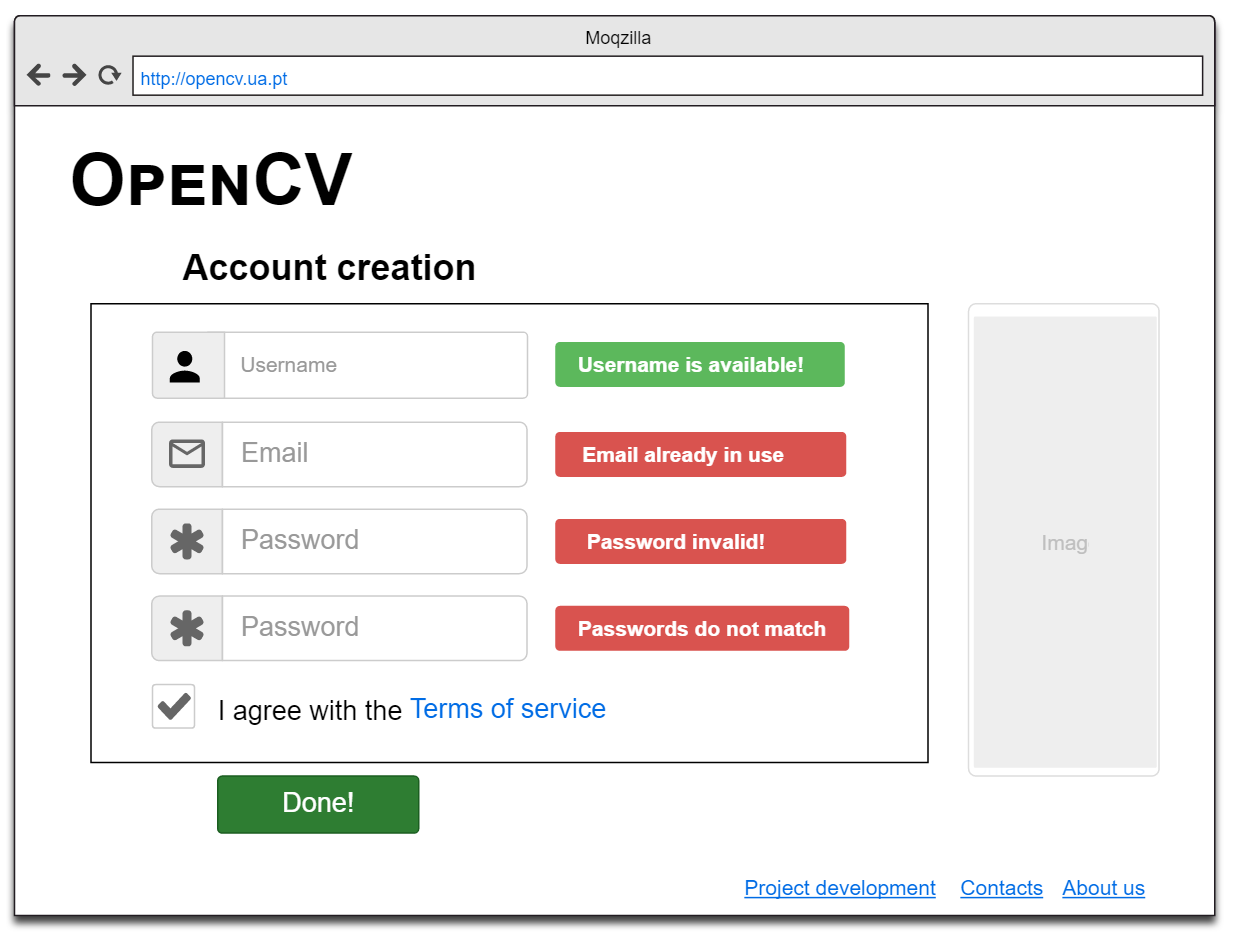 Moqzilla
http://opencv.ua.pt
OpenCV
Account creation
Username Username is available!
Email Email already in use
Password Password invalid!
Password Passwords do not match
Imag
I agree with the Terms of service
Done!
Project development Contacts About us